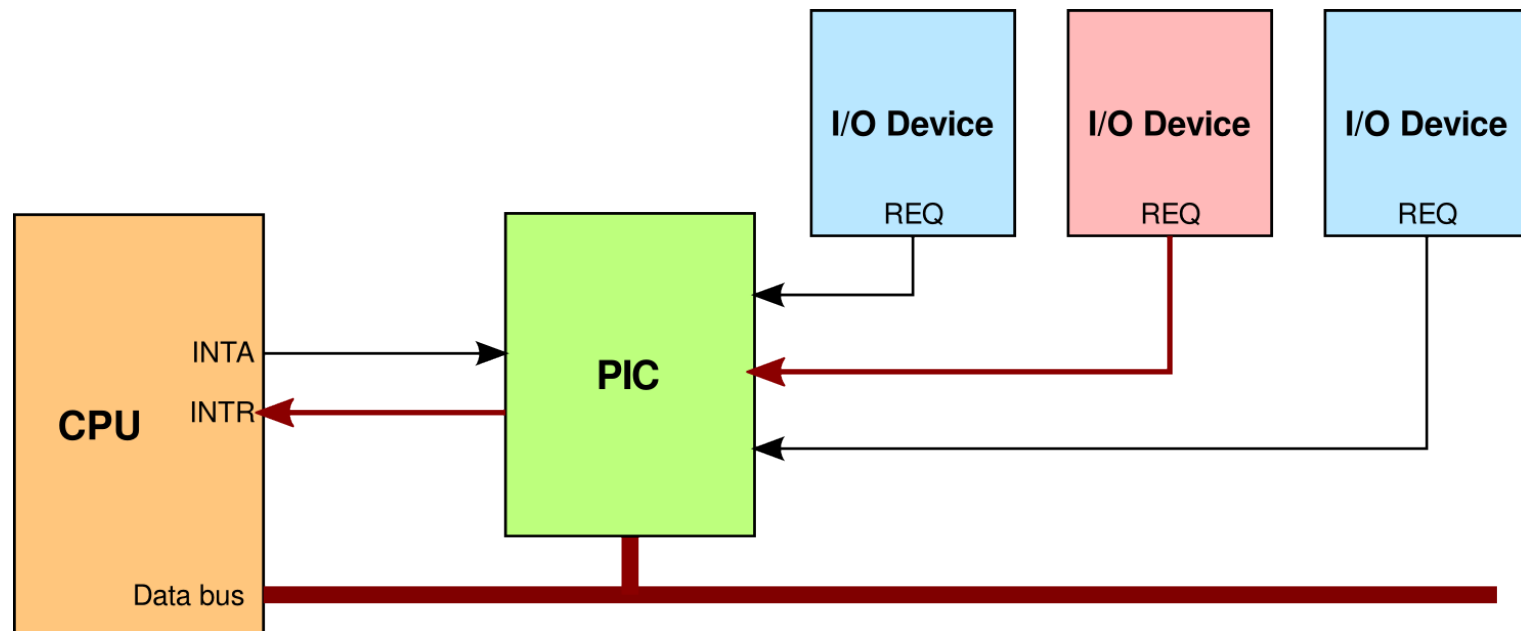 I/O Device
I/O Device
I/O Device
REQ
REQ
REQ
INTA
PIC
CPU
INTR
Data bus